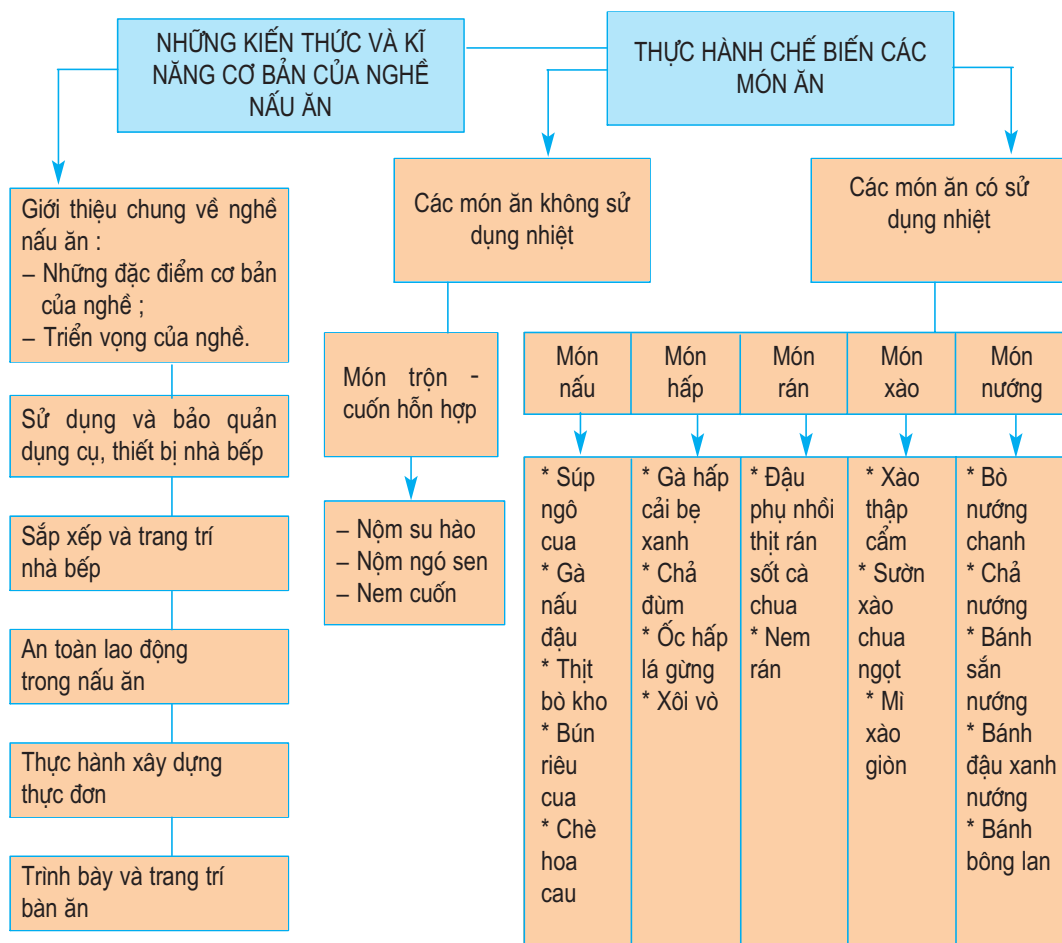 NHỮNG KIẾN THỨC VÀ KĨ
NĂNG CƠ BẢN CỦA NGHỀ
NẤU ĂN
THỰC HÀNH CHẾ BIẾN CÁC
MÓN ĂN
Giới thiệu chung về nghề
nấu ăn :
– Những đặc điểm cơ bản
của nghề ;
– Triển vọng của nghề.
Sử dụng và bảo quản
dụng cụ, thiết bị nhà bếp
Sắp xếp và trang trí
nhà bếp
An toàn lao động
trong nấu ăn
Thực hành xây dựng
thực đơn
Trình bày và trang trí
bàn ăn
Các món ăn không sử
dụng nhiệt
Món trộn -
cuốn hỗn hợp
– Nộm su hào
– Nộm ngó sen
– Nem cuốn
Các món ăn có sử
dụng nhiệt
Món
nấu
* Súp
ngô
cua
* Gà
nấu
đậu
* Thịt
bò kho
* Bún
riêu
cua
* Chè
hoa
cau
Món
hấp
* Gà hấp
cải bẹ
xanh
* Chả
đùm
* Ốc hấp
lá gừng
* Xôi vò
Món
rán
* Đậu
phụ nhồi
thịt rán
sốt cà
chua
* Nem
rán
Món
xào
* Xào
thập
cẩm
* Sườn
xào
chua
ngọt
* Mì
xào
giòn
Món
nướng
* Bò
nướng
chanh
* Chả
nướng
* Bánh
sắn
nướng
* Bánh
đậu xanh
nướng
* Bánh
bông lan